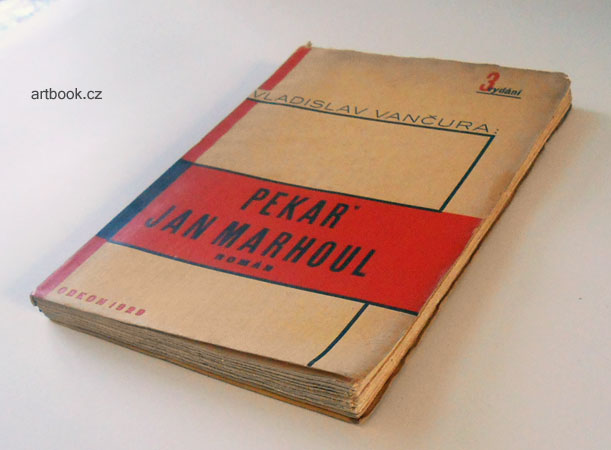 artbook.cz
3
vydání
VLADISLAV VANČURA:
PEKAŘ
JAN MARHOUL
ROMÁN
ODEON 1929